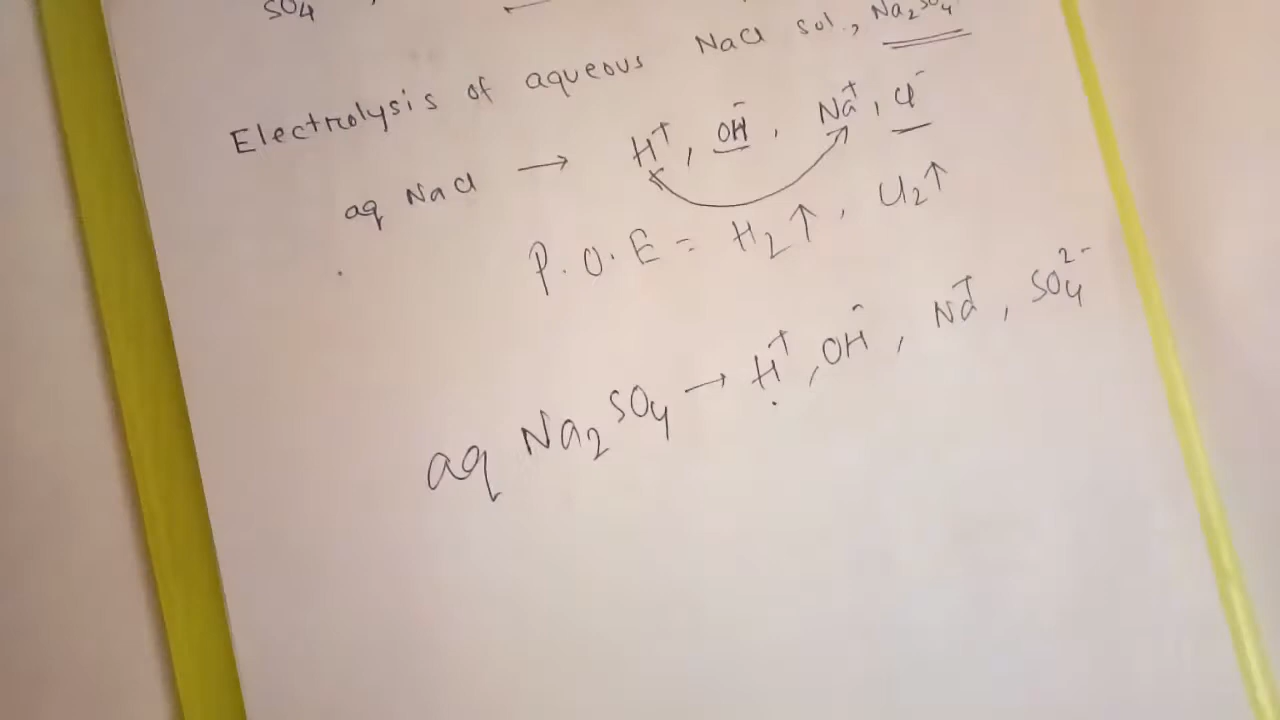 SO4
Electrolysis of aqueous NaCl sol., Na2SO4
aq NaCl → H+, OH-, Na+, Cl-
P.O.E = H2↑, Cl2↑
aq Na2SO4 → H+, OH-, Na+, SO4 2-